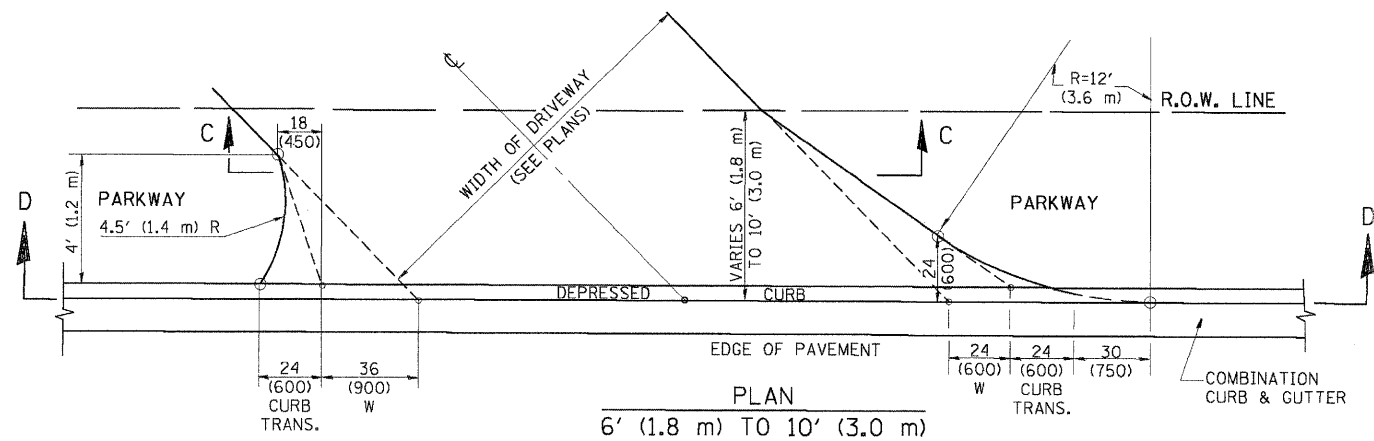 R=12'
(3.6 m)
R.O.W. LINE
℄
WIDTH OF DRIVEWAY
(SEE PLANS)
18
(450)
C
C
VARIES 6' (1.8 m)
TO 10' (3.0 m)
4' (1.2 m)
PARKWAY
4.5' (1.4 m) R
PARKWAY
D
D
24
(600)
DEPRESSED CURB
EDGE OF PAVEMENT
24
(600)
CURB
TRANS.
36
(900)
W
24
(600)
W
24
(600)
CURB
TRANS.
30
(750)
COMBINATION
CURB & GUTTER
PLAN
6' (1.8 m) TO 10' (3.0 m)